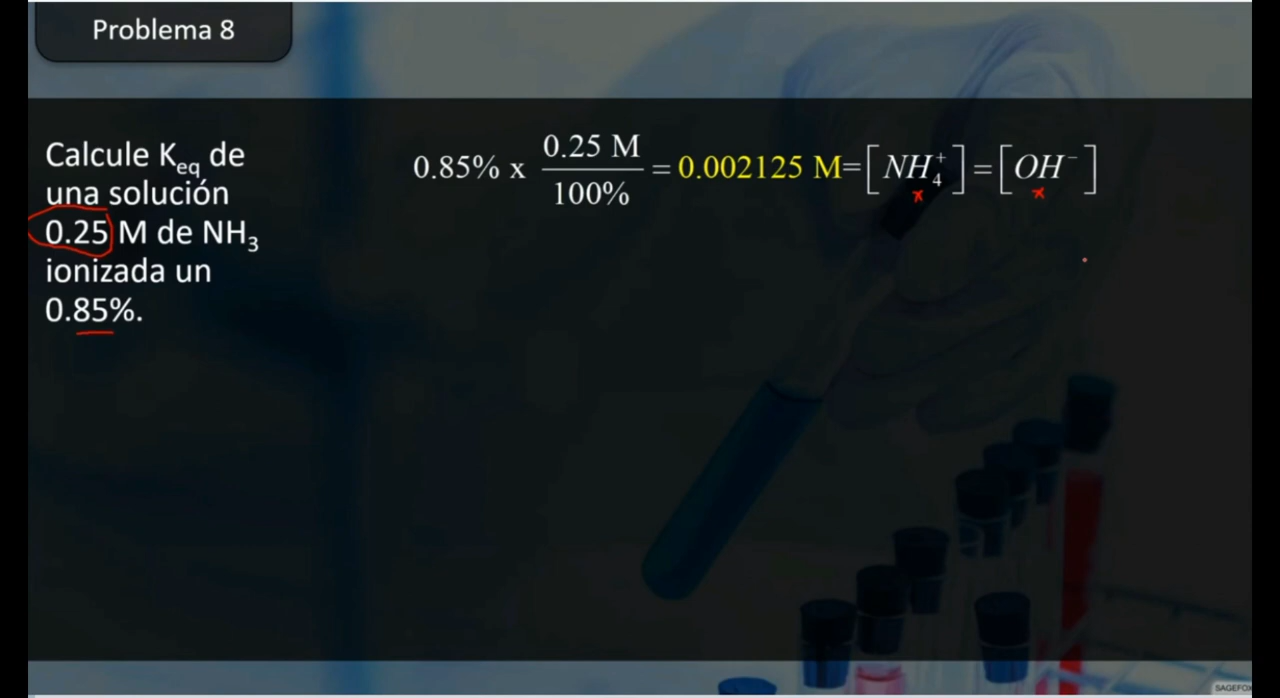 Problema 8
Calcule Keq de
una solución
0.25 M de NH3
ionizada un
0.85%.
0.85% x 0.25 M / 100% = 0.002125 M=[NH4+]=[OH-]
x x
SAGEFOX